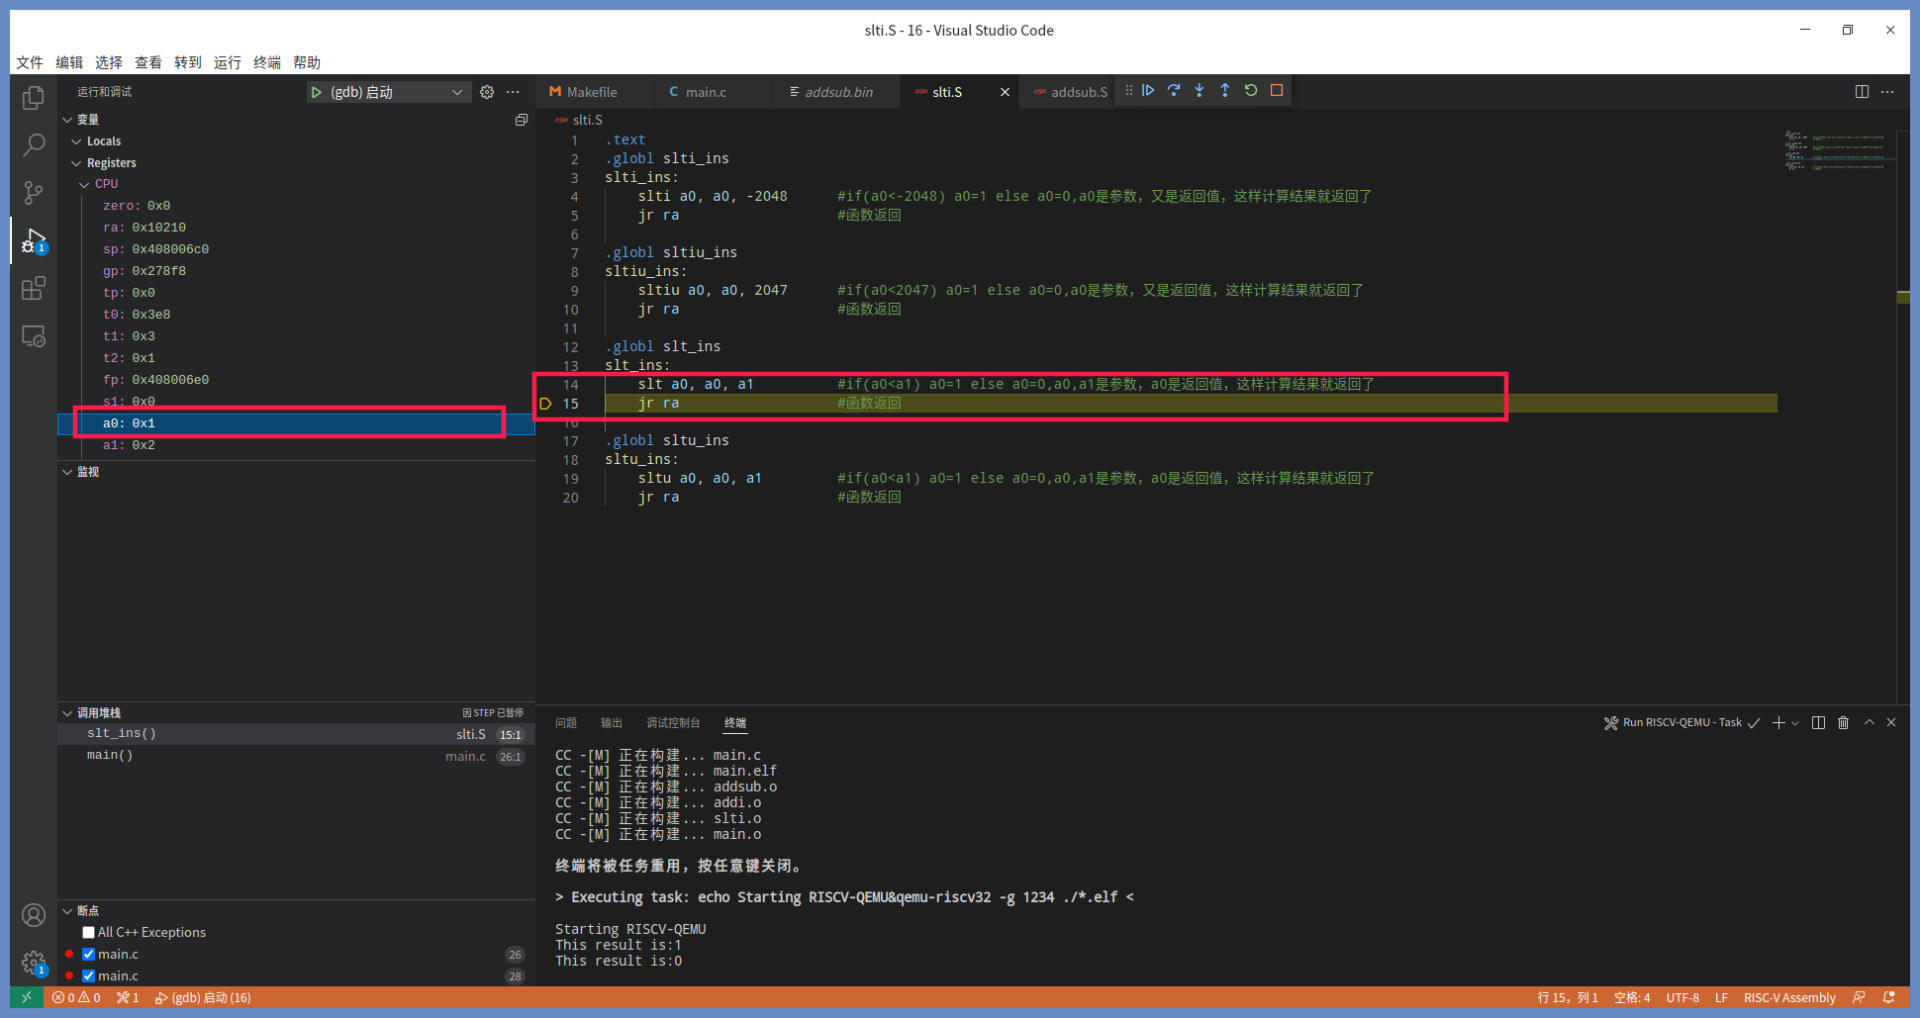 slti.S - 16 - Visual Studio Code
文件 编辑 选择 查看 转到 运行 终端 帮助
运行和调试 (gdb) 启动
Makefile main.c addsub.bin slti.S addsub.S
变量
slti.S
Locals
Registers
CPU
zero: 0x0
ra: 0x10210
sp: 0x408006c0
gp: 0x278f8
tp: 0x0
t0: 0x3e8
t1: 0x3
t2: 0x1
fp: 0x408006e0
s1: 0x0
a0: 0x1
a1: 0x2
监视
1 .text
2 .globl slti_ins
3 slti_ins:
4 slti a0, a0, -2048 #if(a0<-2048) a0=1 else a0=0,a0是参数，又是返回值，这样计算结果就返回了
5 jr ra #函数返回
6
7 .globl sltiu_ins
8 sltiu_ins:
9 sltiu a0, a0, 2047 #if(a0<2047) a0=1 else a0=0,a0是参数，又是返回值，这样计算结果就返回了
10 jr ra #函数返回
11
12 .globl slt_ins
13 slt_ins:
14 slt a0, a0, a1 #if(a0<a1) a0=1 else a0=0,a0,a1是参数，a0是返回值，这样计算结果就返回了
15 jr ra #函数返回
16
17 .globl sltu_ins
18 sltu_ins:
19 sltu a0, a0, a1 #if(a0<a1) a0=1 else a0=0,a0,a1是参数，a0是返回值，这样计算结果就返回了
20 jr ra #函数返回
调用堆栈 因 STEP 已暂停
slt_ins() slti.S 15:1
main() main.c 26:1
断点
All C++ Exceptions
main.c 26
main.c 28
问题 输出 调试控制台 终端 Run RISCV-QEMU - Task
CC -[M] 正在构建... main.c
CC -[M] 正在构建... main.elf
CC -[M] 正在构建... addsub.o
CC -[M] 正在构建... addi.o
CC -[M] 正在构建... slti.o
CC -[M] 正在构建... main.o
终端将被任务重用，按任意键关闭。
> Executing task: echo Starting RISCV-QEMU&qemu-riscv32 -g 1234 ./*.elf <
Starting RISCV-QEMU
This result is:1
This result is:0
0 0 1 (gdb) 启动 (16) 行 15，列 1 空格: 4 UTF-8 LF RISC-V Assembly